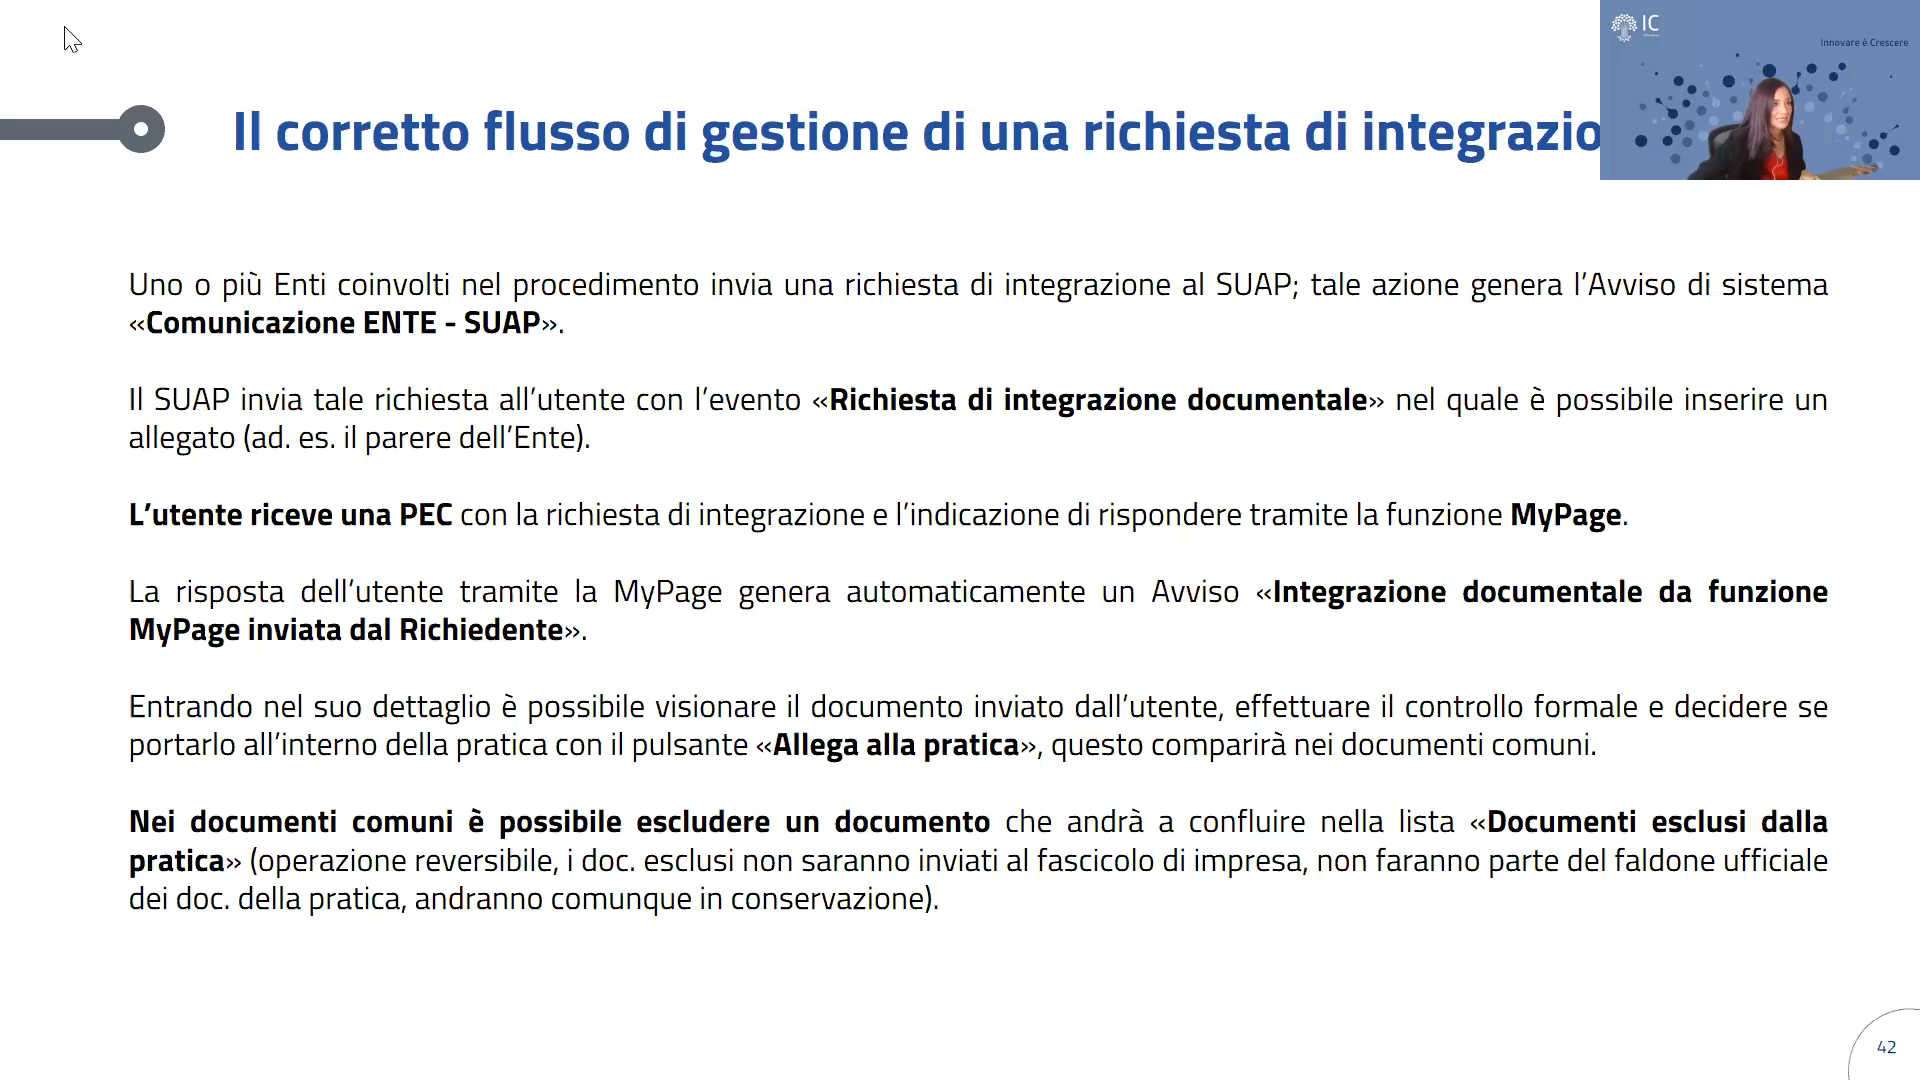 IC
Innovare è Crescere
Il corretto flusso di gestione di una richiesta di integrazio
Uno o più Enti coinvolti nel procedimento invia una richiesta di integrazione al SUAP; tale azione genera l’Avviso di sistema
«Comunicazione ENTE - SUAP».
Il SUAP invia tale richiesta all’utente con l’evento «Richiesta di integrazione documentale» nel quale è possibile inserire un
allegato (ad. es. il parere dell’Ente).
L’utente riceve una PEC con la richiesta di integrazione e l’indicazione di rispondere tramite la funzione MyPage.
La risposta dell’utente tramite la MyPage genera automaticamente un Avviso «Integrazione documentale da funzione
MyPage inviata dal Richiedente».
Entrando nel suo dettaglio è possibile visionare il documento inviato dall’utente, effettuare il controllo formale e decidere se
portarlo all’interno della pratica con il pulsante «Allega alla pratica», questo comparirà nei documenti comuni.
Nei documenti comuni è possibile escludere un documento che andrà a confluire nella lista «Documenti esclusi dalla
pratica» (operazione reversibile, i doc. esclusi non saranno inviati al fascicolo di impresa, non faranno parte del faldone ufficiale
dei doc. della pratica, andranno comunque in conservazione).
42